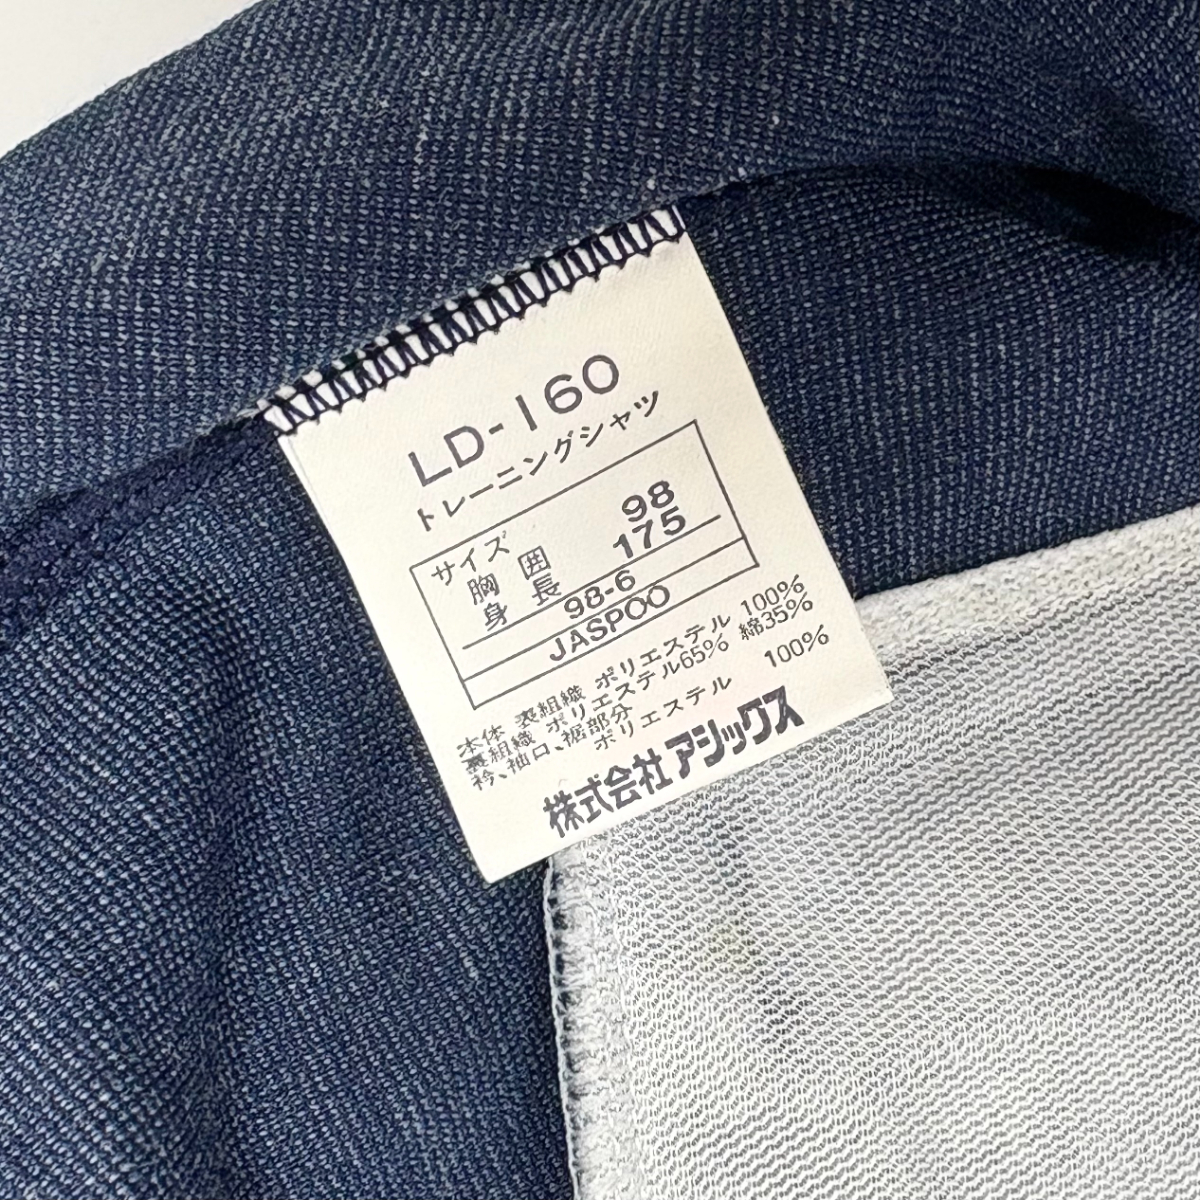 LD-160
トレーニングシャツ
サイズ
胸囲 98
身長 175
98-6
JASPOO
本体 表組織 ポリエステル 100%
裏組織 ポリエステル65% 綿35%
衿、袖口、裾部分
ポリエステル 100%
株式会社 アシックス